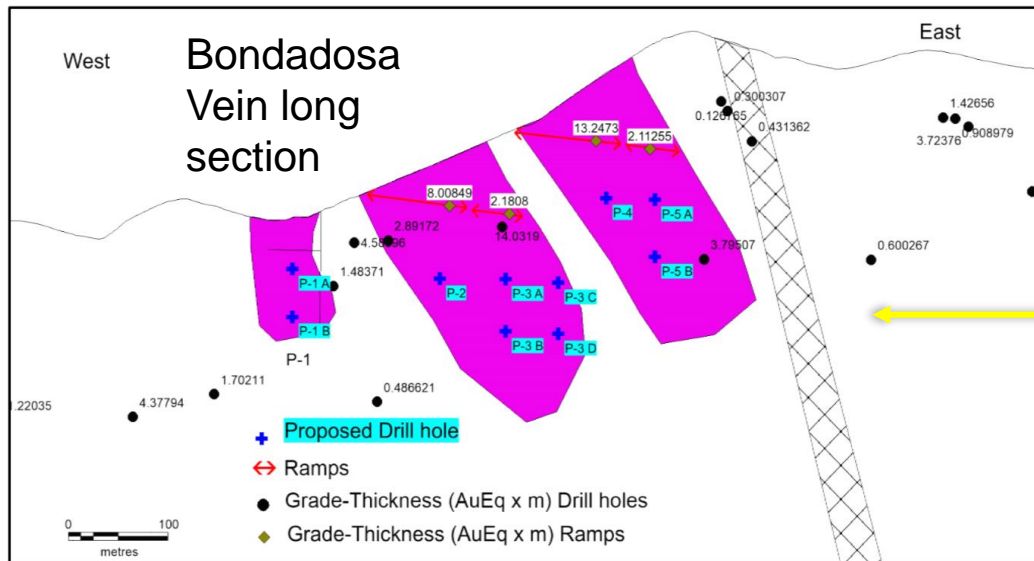 West
Bondadosa
Vein long
section
East
0.300307
0.126765
0.431362
1.42656
0.908979
3.72376
13.2473
2.11255
8.00849
2.1808
P-4
P-5 A
2.89172
14.0319
3.79507
P-5 B
0.600267
1.48371
P-1 A
P-2
P-3 A
P-3 C
P-1 B
P-3 B
P-3 D
P-1
1.22035
4.37794
1.70211
0.486621
Proposed Drill hole
Ramps
Grade-Thickness (AuEq x m) Drill holes
Grade-Thickness (AuEq x m) Ramps
0 100
metres